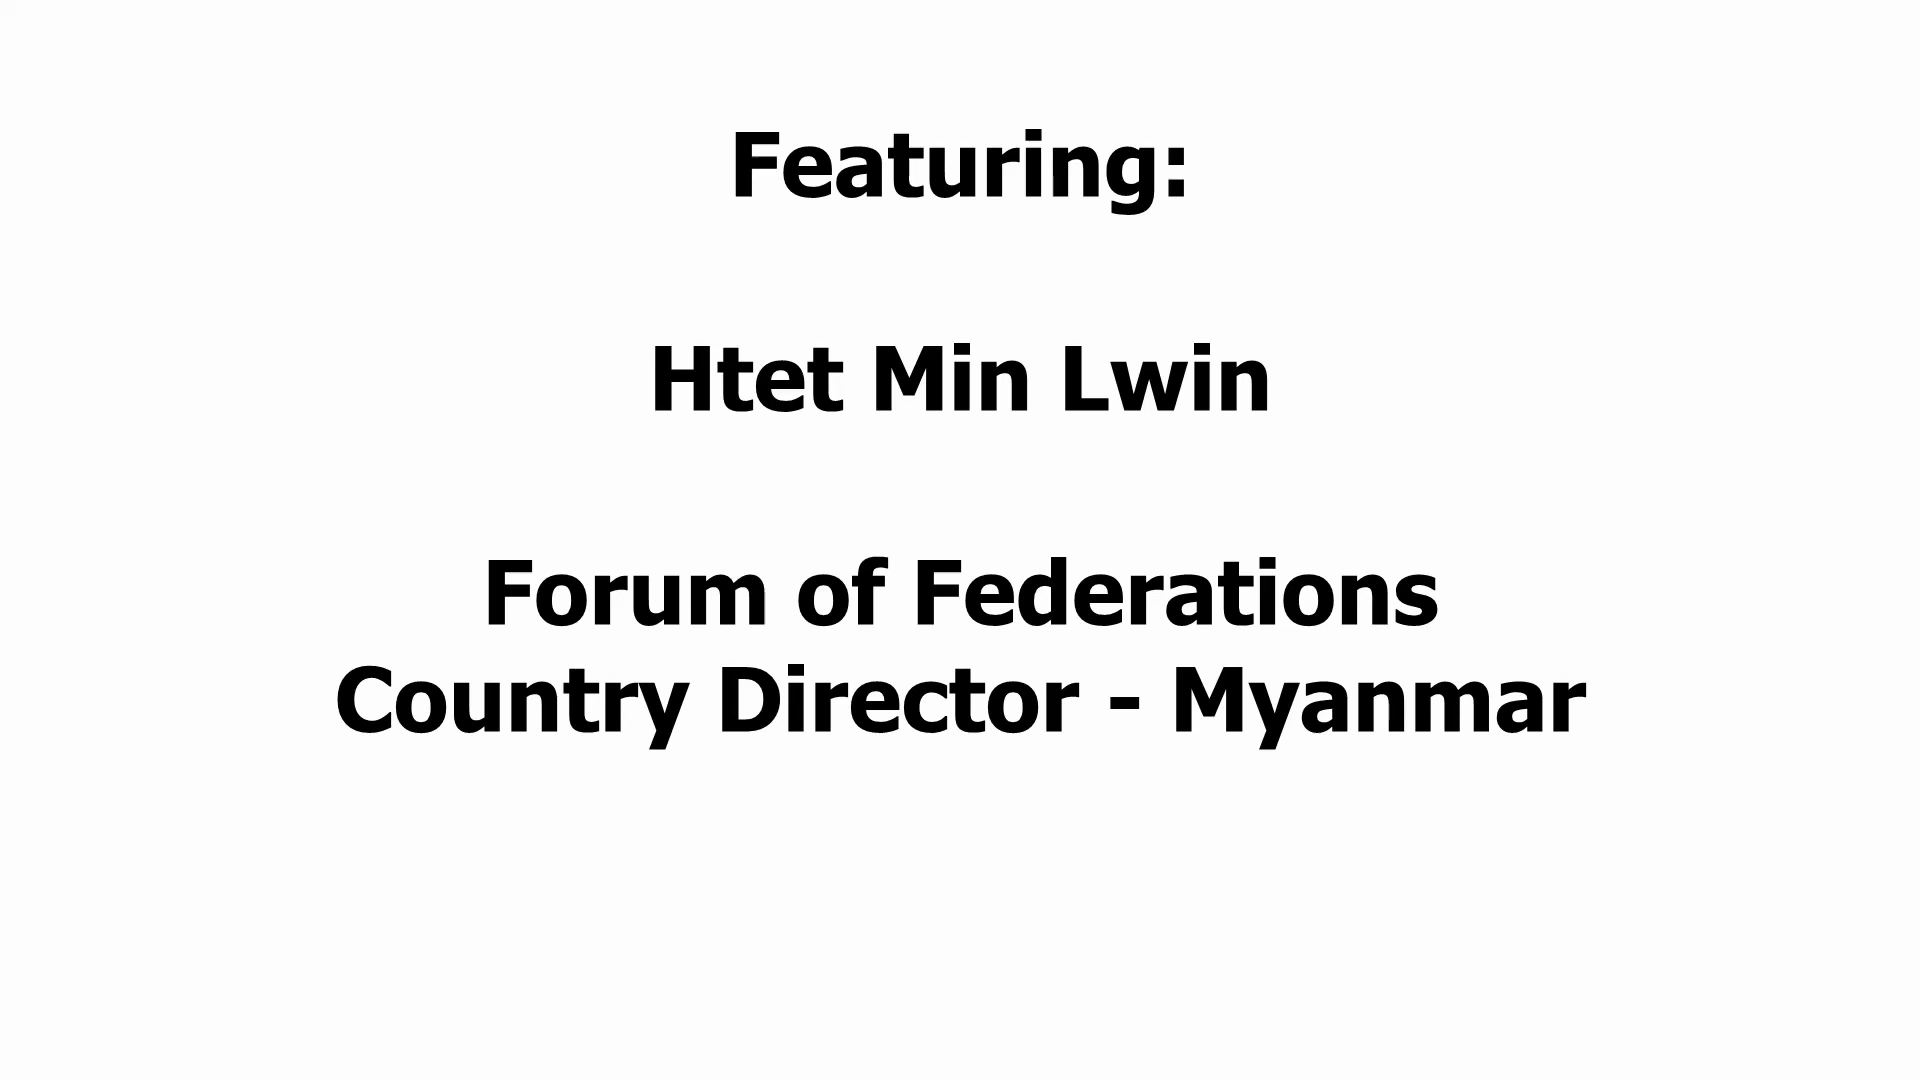 Featuring:
Htet Min Lwin
Forum of Federations
Country Director - Myanmar